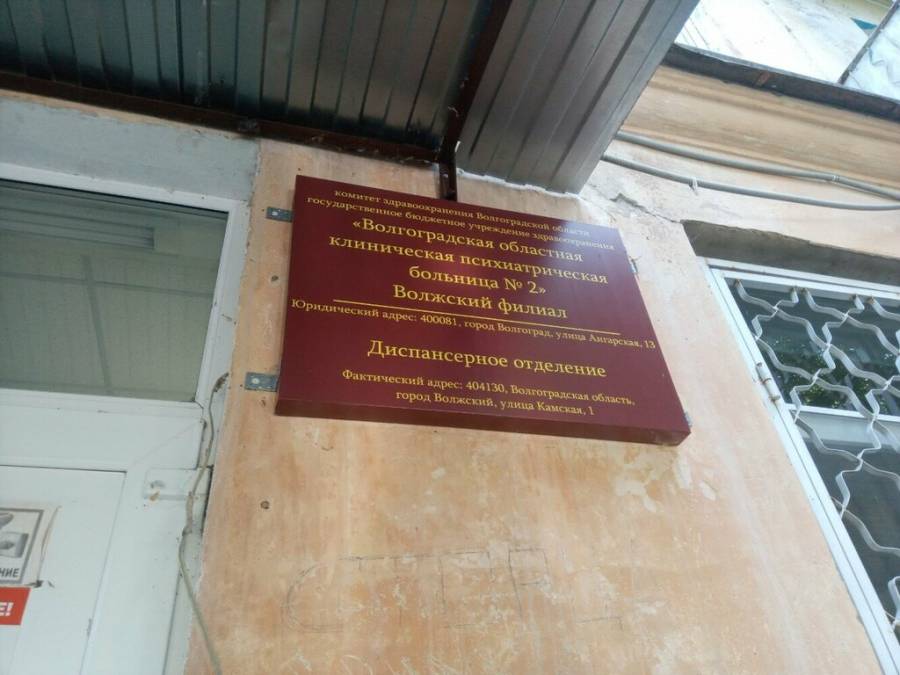 комитет здравоохранения Волгоградской области
государственное бюджетное учреждение здравоохранения
«Волгоградская областная
клиническая психиатрическая
больница № 2»
Волжский филиал
Юридический адрес: 400081, город Волгоград, улица Ангарская, 13
Диспансерное отделение
Фактический адрес: 404130, Волгоградская область,
город Волжский, улица Камская, 1
НИЕ
Е!